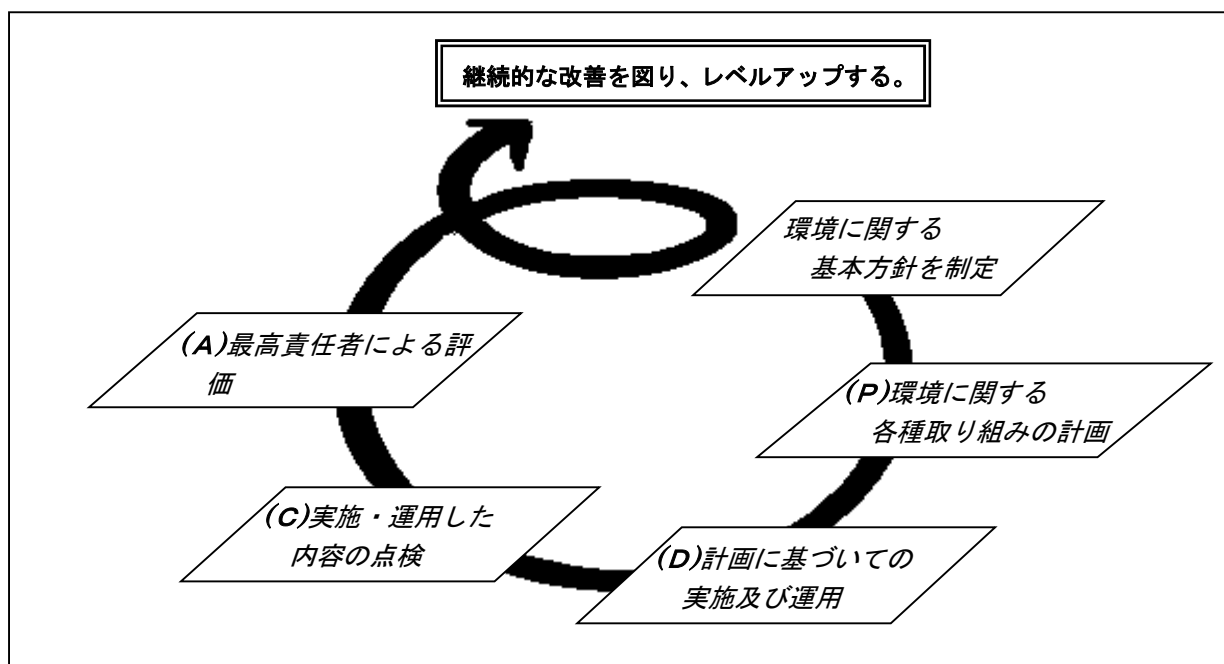 継続的な改善を図り、レベルアップする。
環境に関する
基本方針を制定
(P)環境に関する
各種取り組みの計画
(D)計画に基づいての
実施及び運用
(C)実施・運用した
内容の点検
(A)最高責任者による評
価